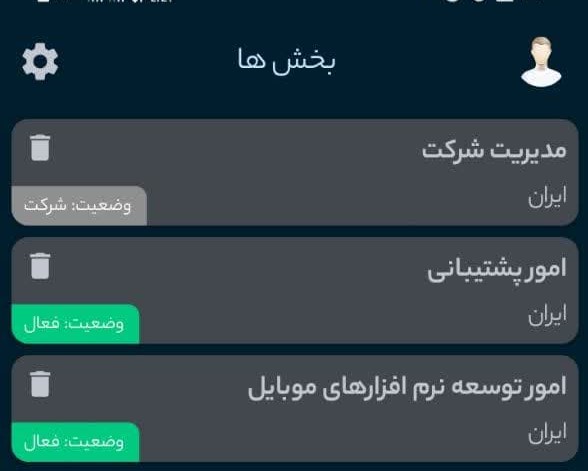 بخش ها
مدیریت شرکت
ایران
وضعیت: شرکت
امور پشتیبانی
ایران
وضعیت: فعال
امور توسعه نرم افزارهای موبایل
ایران
وضعیت: فعال